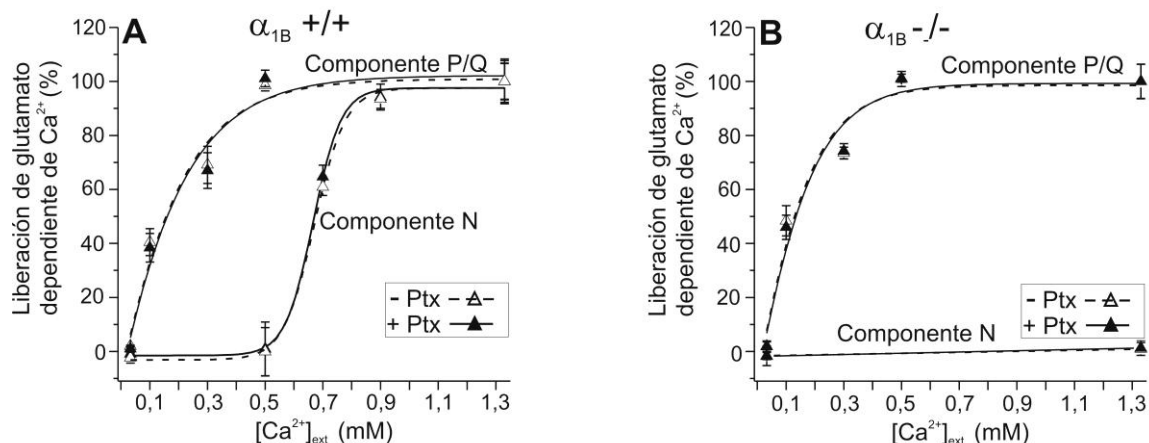 A
α1B +/+
120
100
80
60
40
20
0
Liberación de glutamato
dependiente de Ca2+ (%)
Componente P/Q
Componente N
- Ptx
+ Ptx
0,1 0,3 0,5 0,7 0,9 1,1 1,3
[Ca2+]ext (mM)
B
α1B -/-
120
100
80
60
40
20
0
Liberación de glutamato
dependiente de Ca2+ (%)
Componente P/Q
Componente N
- Ptx
+ Ptx
0,1 0,3 0,5 0,7 0,9 1,1 1,3
[Ca2+]ext (mM)